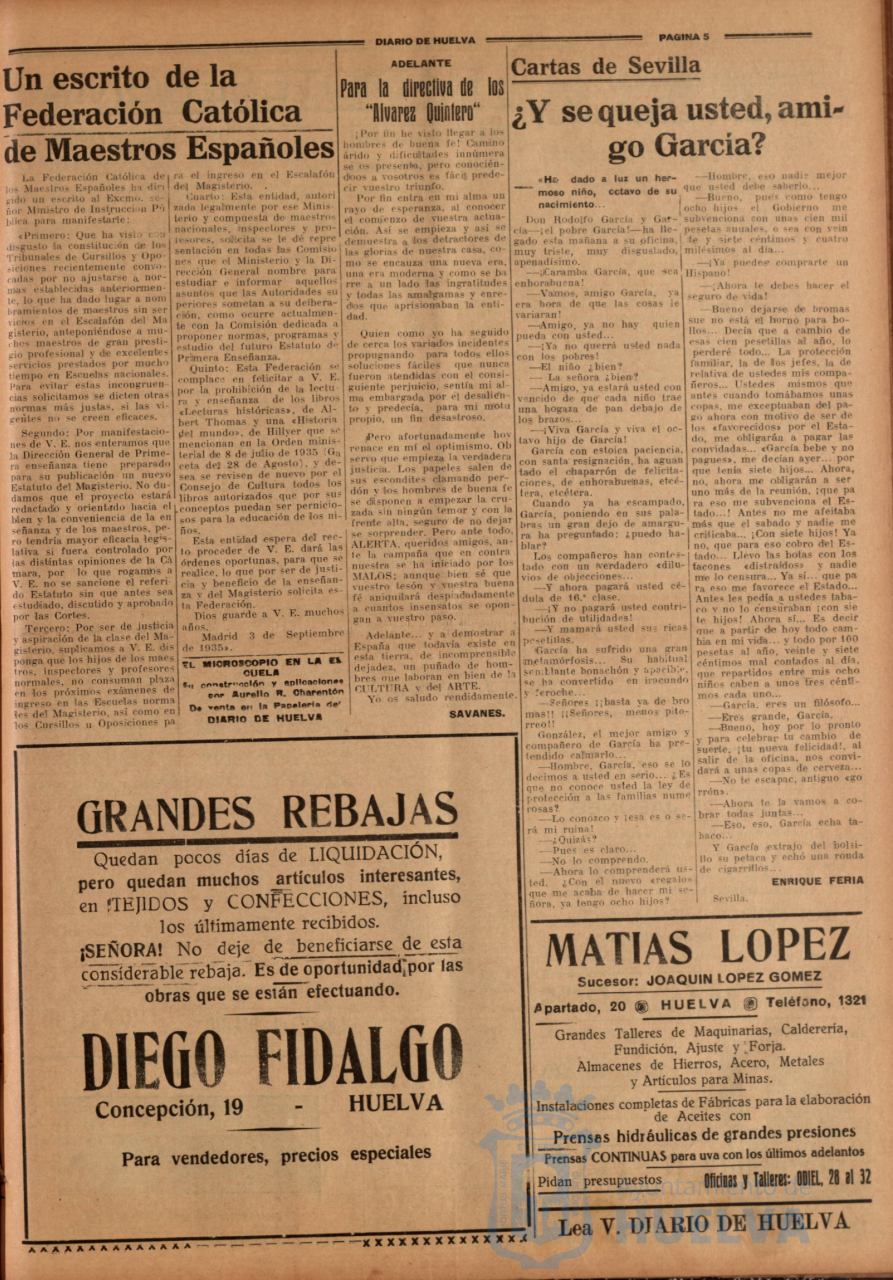 DIARIO DE HUELVA
PAGINA 5
Un escrito de la
Federación Católica
de Maestros Españoles
La Federación Católica de
los Maestros Españoles ha diri
gido un escrito al Excmo. se-
ñor Ministro de Instrucción Pú
blica para manifestarle:
«Primero: Que ha visto con
disgusto la constitución de los
Tribunales de Cursillos y Opo-
siciones recientemente convo-
cadas por no ajustarse a nor-
mas establecidas anteriormen-
te, lo que ha dado lugar a nom
bramientos de maestros sin ser
vicios en el Escalafón del Ma
gisterio, anteponiéndose a mu-
chos maestros de gran presti-
gio profesional y de excelentes
servicios prestados por mucho
tiempo en Escuelas nacionales.
Para evitar estas incongruen-
cias solicitamos se dicten otras
normas más justas, si las vi-
gentes no se creen eficaces.
Segundo: Por manifestacio-
nes de V. E. nos enteramos que
la Dirección General de Prime-
ra enseñanza tiene preparado
para su publicación un nuevo
Estatuto del Magisterio. No du-
damos que el proyecto estará
redactado y orientado hacia el
bien y la conveniencia de la en
señanza y de los maestros, pe-
ro tendría mayor eficacia legis-
lativa si fuera controlado por
las distintas opiniones de la Cá
mara, por lo que rogamos a
V. E. no se sancione el referi-
do Estatuto sin que antes sea
estudiado, discutido y aprobado
por las Cortes.
Tercero: Por ser de justicia
y aspiración de la clase del Ma-
gisterio, suplicamos a V. E. dis
ponga que los hijos de los maes-
tros, inspectores y profesores
normales, no consuman plaza
en los próximos exámenes de
ingreso en las Escuelas norma
les del Magisterio, así como en
los Cursillos u Oposiciones pa
ra el ingreso en el Escalafón
del Magisterio.
Cuarto: Esta entidad, autori
zada legalmente por ese Minis-
terio y compuesta de maestros
nacionales, inspectores y pro-
fesores, solicita se le dé repre
sentación en todas las Comisio
nes que el Ministerio y la Di-
rección General nombre para
estudiar e informar aquellos
asuntos que las Autoridades su
periores sometan a su delibera-
ción, como ocurre actualmen-
te con la Comisión dedicada a
proponer normas, programas y
estudio del futuro Estatuto de
Primera Enseñanza.
Quinto: Esta Federación se
complace en felicitar a V. E.
por la prohibición de la lectu-
ra y enseñanza de los libros
«Lecturas históricas», de Al-
bert Thomas y una «Historia
del mundo», de Hillyer que se
mencionan en la Orden minis-
terial de 8 de julio de 1935 (Ga
ceta del 28 de Agosto), y de-
sea se revisen de nuevo por el
Consejo de Cultura todos los
libros autorizados que por sus
conceptos puedan ser pernicio-
sos para la educación de los ni-
ños.
Esta entidad espera del rec-
to proceder de V. E. dará las
órdenes oportunas, para que se
realice, lo que por ser de justi-
cia y beneficio de la enseñan-
za y del Magisterio solicita es-
ta Federación.
Dios guarde a V. E. muchos
años.
Madrid 3 de Septiembre
de 1935».
EL MICROSCOPIO EN LA ES
CUELA
Su construcción y aplicaciones
por Aurelio R. Charentón
De venta en la Papelería del
DIARIO DE HUELVA
ADELANTE
Para la directiva de los
"Alvarez Quintero"
¡Por fin he visto llegar a los
hombres de buena fe! Camino
árido y dificultades innúmera
se os presenta, pero conocién-
doos a vosotros es fácil prede-
cir vuestro triunfo.
Por fin entra en mi alma un
rayo de esperanza, al conocer
el comienzo de vuestra actua-
ción. Así se empieza y así se
demuestra a los detractores de
las glorias de nuestra casa, co-
mo se encauza una nueva era,
una era moderna y como se ba
rre a un lado las ingratitudes
y todas las amalgamas y enre-
dos que aprisionaban la enti-
dad.
Quien como yo ha seguido
de cerca los variados incidentes
propugnando para todos ellos
soluciones fáciles que nunca
fueron atendidas con el consi-
guiente perjuicio, sentía mi al-
ma embargada por el desalien-
to y predecía, para mi motu
propio, un fin desastroso.
¡Pero afortunadamente hoy
renace en mí el optimismo. Ob
servo que empieza la verdadera
justicia. Los papeles salen de
sus escondites clamando per-
dón y los hombres de buena fe
se disponen a empezar la cru-
zada sin ningún temor y con la
frente alta, seguro de no dejar
se sorprender. Pero ante todo,
ALERTA, queridos amigos, an-
te la campaña que en contra
nuestra se ha iniciado por los
MALOS; aunque bien sé que
vuestro tesón y vuestra buena
fe aniquilará despiadadamente
a cuantos insensatos se opon-
gan a vuestro paso.
Adelante... y a demostrar a
España que todavía existe en
esta tierra, de incomprensible
dejadez, un puñado de hom-
bres que laboran en bien de la
CULTURA y del ARTE.
Yo os saludo rendidamente.
SAVANES.
Cartas de Sevilla
¿Y se queja usted, ami-
go García?
«Ha dado a luz un her-
moso niño, octavo de su
nacimiento...
Don Rodolfo García y Gar-
cía—¡el pobre García!—ha lle-
gado esta mañana a su oficina,
muy triste, muy disgustado,
apenadísimo.
—¡Caramba García, que sea
enhorabuena!
—Vamos, amigo García, ya
era hora de que las cosas le
variaran!
—Amigo, ya no hay quien
pueda con usted...
—¡Ya no querrá usted nada
con los pobres!
—El niño ¿bien?
—La señora ¿bien?
—Amigo, ya estará usted con
vencido de que cada niño trae
una hogaza de pan debajo de
los brazos.
—¡Viva García y viva el oc-
tavo hijo de García!
García con estoica paciencia,
con santa resignación, ha aguan
tado el chaparrón de felicita-
ciones, de enhorabuenas, etcé-
tera, etcétera.
Cuando ya ha escampado,
García, poniendo en sus pala-
bras un gran dejo de amargu-
ra ha preguntado: ¿puedo ha-
blar?
Los compañeros han contes-
tado con un verdadero «dilu-
vio» de objecciones...
—Y ahora pagará usted cé-
dula de 16.ª clase.
—¡Y no pagará usted contri-
bución de utilidades!
—Y mamará usted sus ricas
pesetillas.
García ha sufrido una gran
metamórfosis... Su habitual
semblante bonachón y apacible,
se ha convertido en iracundo
y feroche...
—Señores ¡¡basta ya de bro
mas!! ¡¡Señores, menos pito-
rreo!!
González, el mejor amigo y
compañero de García ha pre-
tendido calmarlo...
—Hombre, García, eso se lo
decimos a usted en serio... ¿Es
que no conoce usted la ley de
protección a las familias nume
rosas?
—Lo conozco y ¡esa es o se-
rá mi ruina!
—¿Quizás?
—Pues es claro...
—No lo comprendo.
—Ahora lo comprenderá us-
ted. ¿Con el nuevo «regalo»
que me acaba de hacer mi se-
ñora, ya tengo ocho hijos?
—Hombre, eso nadie mejor
que usted debe saberlo...
—Bueno, pués como tengo
ocho hijos el Gobierno me
subvenciona con unas cien mil
pesetas anuales, o sea con vein
te y siete céntimos y cuatro
milésimos al día...
—¡Ya puedes comprarte un
Hispano!
—¡Ahora te debes hacer el
seguro de vida!
—Bueno dejarse de bromas
sue no está el horno para bo-
llos... Decía que a cambio de
esas cien pesetillas al año, lo
perderé todo... La protección
familiar, la de los jefes, la de
relativa de ustedes mis compa-
ñeros... Ustedes mismos que
antes cuando tomábamos unas
copas, me exceptuaban del pa-
go ahora con motivo de ser de
los «favorecidos» por el Esta-
do, me obligarán a pagar las
convidadas... «García bebe y no
pagues», me decían ayer... por
que tenía siete hijos... Ahora,
no, ahora me obligarán a ser
uno más de la reunión, ¡que pa
ra eso me subvenciona el Es-
tado...! Antes no me afeitaba
más que el sabado y nadie me
criticaba... ¡Con siete hijos! Ya
no, que para eso cobro del Es-
tado... Llevo las botas con los
tacones «distraídos» y nadie
me lo censura... Ya sí... que pa
ra eso me favorece el Estado...
Antes les pedía a ustedes taba-
co y no lo censuraban ¡con sie
te hijos! Ahora sí... Es decir
que a partir de hoy todo cam-
bia en mi vida... y todo por 100
pesetas al año, veinte y siete
céntimos mal contados al día,
que repartidos entre mis ocho
niños caben a unos tres cénti-
mos cada uno...
—García, eres un filósofo...
—Eres grande, García.
—Bueno, hoy por lo pronto
y para celebrar tu cambio de
suerte, ¡tu nueva felicidad!, al
salir de la oficina, nos convi-
dará a unas copas de cerveza...
—No te escapac, antiguo «go
rrón».
—Ahora te la vamos a co-
brar todas juntas...
—Eso, eso, García echa ta-
baco...
Y García extrajo del bolsi-
llo su petaca y echó una ronda
de cigarrillos...
ENRIQUE FERIA
Sevilla.
GRANDES REBAJAS
Quedan pocos días de LIQUIDACIÓN,
pero quedan muchos artículos interesantes,
en TEJIDOS y CONFECCIONES, incluso
los últimamente recibidos.
¡SEÑORA! No deje de beneficiarse de esta
considerable rebaja. Es de oportunidad por las
obras que se están efectuando.
DIEGO FIDALGO
Concepción, 19 - HUELVA
Para vendedores, precios especiales
MATIAS LOPEZ
Sucesor: JOAQUIN LOPEZ GOMEZ
Apartado, 20 HUELVA Teléfono, 1321
Grandes Talleres de Maquinarias, Calderería,
Fundición, Ajuste y Forja.
Almacenes de Hierros, Acero, Metales
y Artículos para Minas.
Instalaciones completas de Fábricas para la elaboración
de Aceites con
Prensas hidráulicas de grandes presiones
Prensas CONTINUAS para uva con los últimos adelantos
Pidan presupuestos Oficinas y Talleres: ODIEL, 28 al 32
Lea V. DIARIO DE HUELVA
Ayuntamiento de
HUELVA